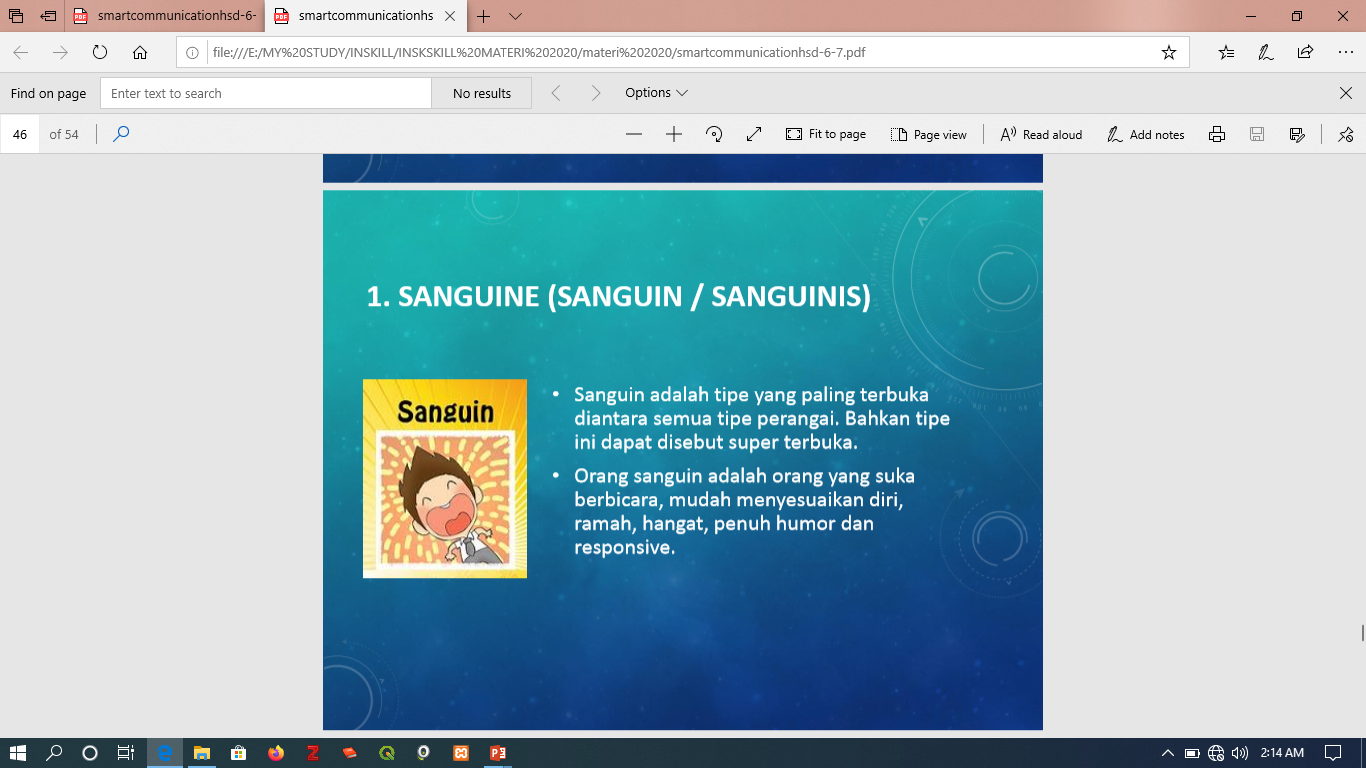 smartcommunicationhsd-6-
smartcommunicationhs
file:///E:/MY%20STUDY/INSKILL/INSKSKILL%20MATERI%202020/materi%202020/smartcommunicationhsd-6-7.pdf
Find on page
Enter text to search
No results
Options
46 of 54
Fit to page
Page view
Read aloud
Add notes
1. SANGUINE (SANGUIN / SANGUINIS)
Sanguin
• Sanguin adalah tipe yang paling terbuka
diantara semua tipe perangai. Bahkan tipe
ini dapat disebut super terbuka.
• Orang sanguin adalah orang yang suka
berbicara, mudah menyesuaikan diri,
ramah, hangat, penuh humor dan
responsive.
2:14 AM